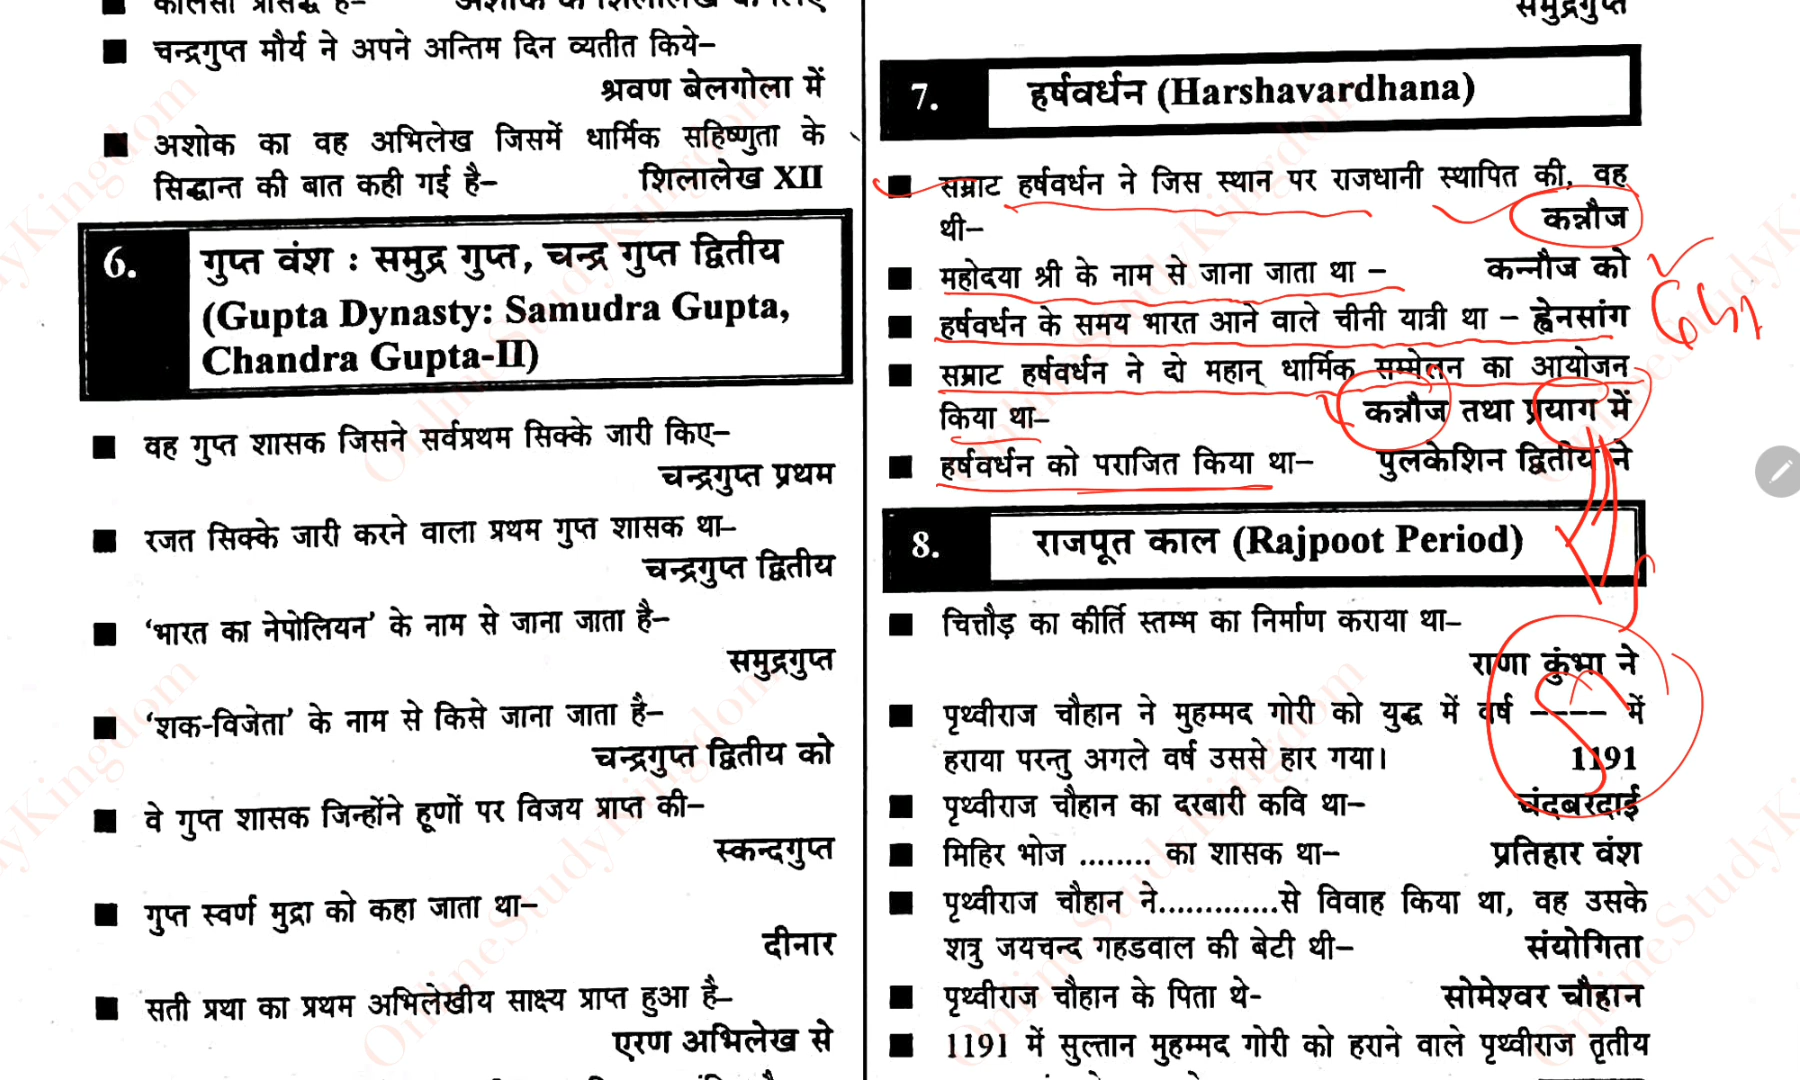 कालसी प्रसिद्ध है– अशोक के शिलालेख के लिए
■ चन्द्रगुप्त मौर्य ने अपने अन्तिम दिन व्यतीत किये–
श्रवण बेलगोला में
■ अशोक का वह अभिलेख जिसमें धार्मिक सहिष्णुता के
सिद्धान्त की बात कही गई है– शिलालेख XII
6. गुप्त वंश : समुद्र गुप्त, चन्द्र गुप्त द्वितीय
(Gupta Dynasty: Samudra Gupta,
Chandra Gupta-II)
■ वह गुप्त शासक जिसने सर्वप्रथम सिक्के जारी किए–
चन्द्रगुप्त प्रथम
■ रजत सिक्के जारी करने वाला प्रथम गुप्त शासक था–
चन्द्रगुप्त द्वितीय
■ ‘भारत का नेपोलियन’ के नाम से जाना जाता है–
समुद्रगुप्त
■ ‘शक-विजेता’ के नाम से किसे जाना जाता है–
चन्द्रगुप्त द्वितीय को
■ वे गुप्त शासक जिन्होंने हूणों पर विजय प्राप्त की–
स्कन्दगुप्त
■ गुप्त स्वर्ण मुद्रा को कहा जाता था–
दीनार
■ सती प्रथा का प्रथम अभिलेखीय साक्ष्य प्राप्त हुआ है–
एरण अभिलेख से
समुद्रगुप्त
7. हर्षवर्धन (Harshavardhana)
■ सम्राट हर्षवर्धन ने जिस स्थान पर राजधानी स्थापित की, वह
थी– कन्नौज
■ महोदया श्री के नाम से जाना जाता था – कन्नौज को
■ हर्षवर्धन के समय भारत आने वाले चीनी यात्री था – ह्वेनसांग
■ सम्राट हर्षवर्धन ने दो महान् धार्मिक सम्मेलन का आयोजन
किया था– कन्नौज तथा प्रयाग में
■ हर्षवर्धन को पराजित किया था– पुलकेशिन द्वितीय ने
8. राजपूत काल (Rajpoot Period)
■ चित्तौड़ का कीर्ति स्तम्भ का निर्माण कराया था–
राणा कुंभा ने
■ पृथ्वीराज चौहान ने मुहम्मद गोरी को युद्ध में वर्ष ---- में
हराया परन्तु अगले वर्ष उससे हार गया। 1191
■ पृथ्वीराज चौहान का दरबारी कवि था– चंदबरदाई
■ मिहिर भोज ........ का शासक था– प्रतिहार वंश
■ पृथ्वीराज चौहान ने..............से विवाह किया था, वह उसके
शत्रु जयचन्द गहडवाल की बेटी थी– संयोगिता
■ पृथ्वीराज चौहान के पिता थे- सोमेश्वर चौहान
■ 1191 में सुल्तान मुहम्मद गोरी को हराने वाले पृथ्वीराज तृतीय
OnlineStudyKingdom